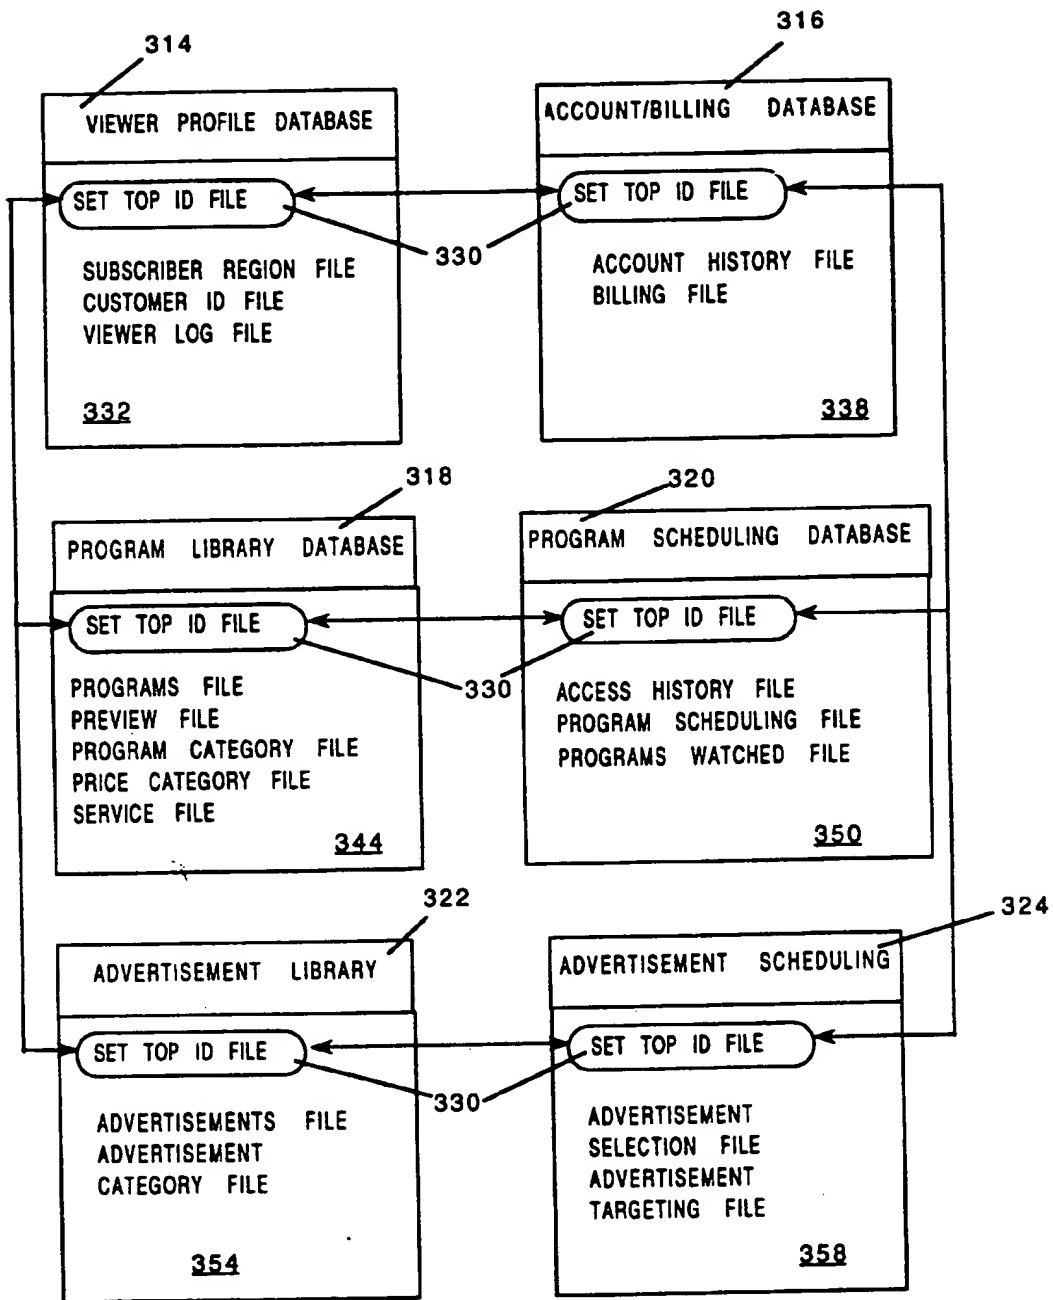 314
316
VIEWER PROFILE DATABASE
ACCOUNT/BILLING DATABASE
SET TOP ID FILE
SET TOP ID FILE
330
SUBSCRIBER REGION FILE
CUSTOMER ID FILE
VIEWER LOG FILE
332
ACCOUNT HISTORY FILE
BILLING FILE
338
318
320
PROGRAM LIBRARY DATABASE
PROGRAM SCHEDULING DATABASE
SET TOP ID FILE
SET TOP ID FILE
330
PROGRAMS FILE
PREVIEW FILE
PROGRAM CATEGORY FILE
PRICE CATEGORY FILE
SERVICE FILE
344
ACCESS HISTORY FILE
PROGRAM SCHEDULING FILE
PROGRAMS WATCHED FILE
350
322
324
ADVERTISEMENT LIBRARY
ADVERTISEMENT SCHEDULING
SET TOP ID FILE
SET TOP ID FILE
330
ADVERTISEMENTS FILE
ADVERTISEMENT
CATEGORY FILE
354
ADVERTISEMENT
SELECTION FILE
ADVERTISEMENT
TARGETING FILE
358